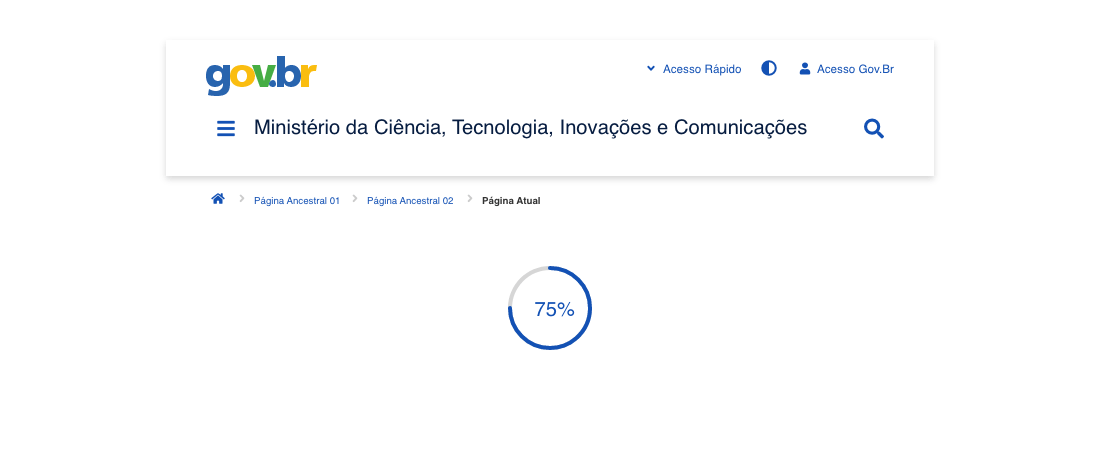 gov.br
Acesso Rápido
Acesso Gov.Br
Ministério da Ciência, Tecnologia, Inovações e Comunicações
Página Ancestral 01
Página Ancestral 02
Página Atual
75%